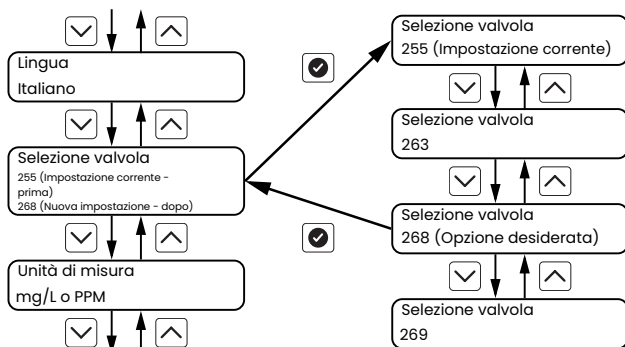 Lingua
Italiano
Selezione valvola
255 (Impostazione corrente -
prima)
268 (Nuova impostazione - dopo)
Unità di misura
mg/L o PPM
Selezione valvola
255 (Impostazione corrente)
Selezione valvola
263
Selezione valvola
268 (Opzione desiderata)
Selezione valvola
269